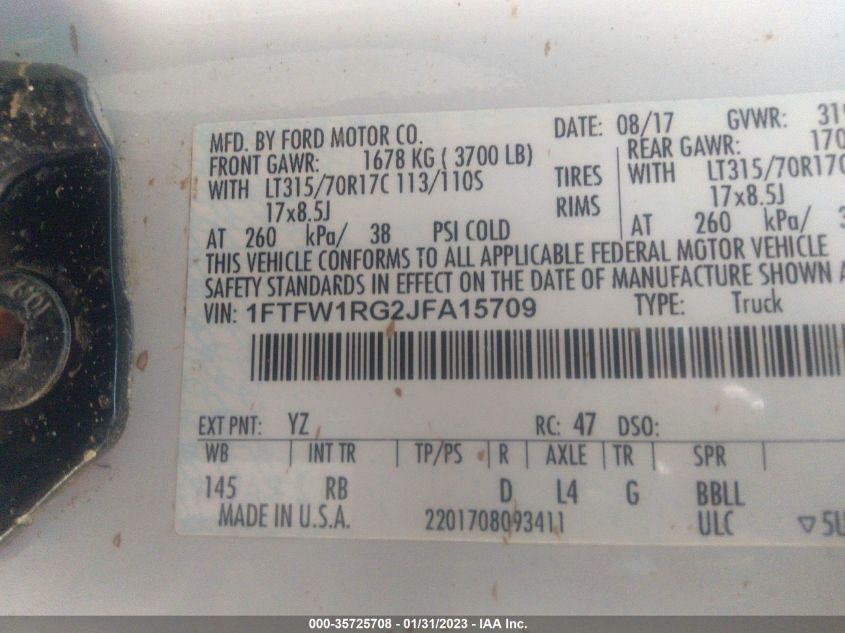 MFD. BY FORD MOTOR CO. DATE: 08/17 GVWR:
FRONT GAWR: 1678 KG ( 3700 LB) REAR GAWR:
WITH LT315/70R17C 113/110S TIRES WITH LT315/70R17C
17x8.5J RIMS 17x8.5J
AT 260 kPa/ 38 PSI COLD AT 260 kPa/
THIS VEHICLE CONFORMS TO ALL APPLICABLE FEDERAL MOTOR VEHICLE
SAFETY STANDARDS IN EFFECT ON THE DATE OF MANUFACTURE SHOWN
VIN: 1FTFW1RG2JFA15709 TYPE: Truck
EXT PNT: YZ RC: 47 DSO:
WB INT TR TP/PS R AXLE TR SPR
145 RB D L4 G BBLL
MADE IN U.S.A. 2201708093411 ULC ▽5U
000-35725708 - 01/31/2023 - IAA Inc.